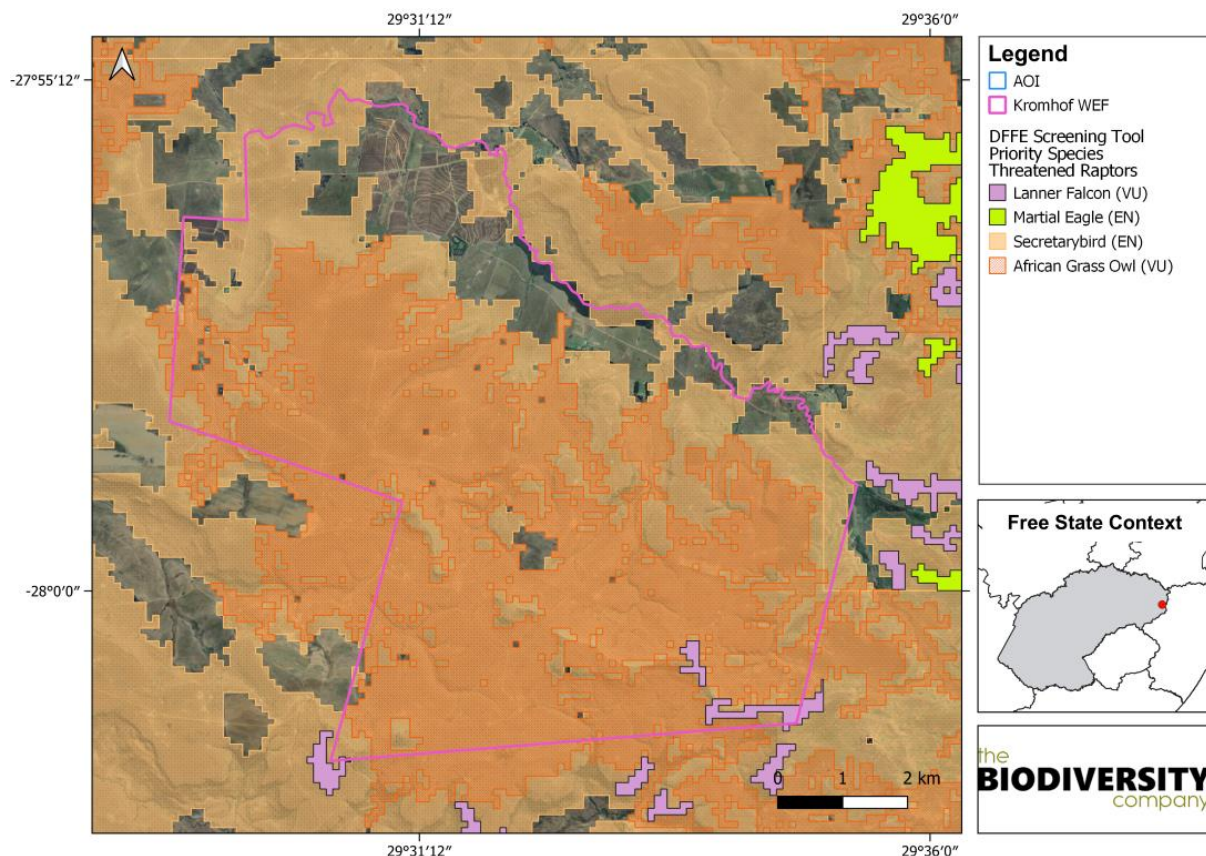 29°31'12"
29°36'0"
-27°55'12"
-28°0'0"
29°31'12"
29°36'0"
0 1 2 km
Legend
AOI
Kromhof WEF
DFFE Screening Tool
Priority Species
Threatened Raptors
Lanner Falcon (VU)
Martial Eagle (EN)
Secretarybird (EN)
African Grass Owl (VU)
Free State Context
the
BIODIVERSITY
company